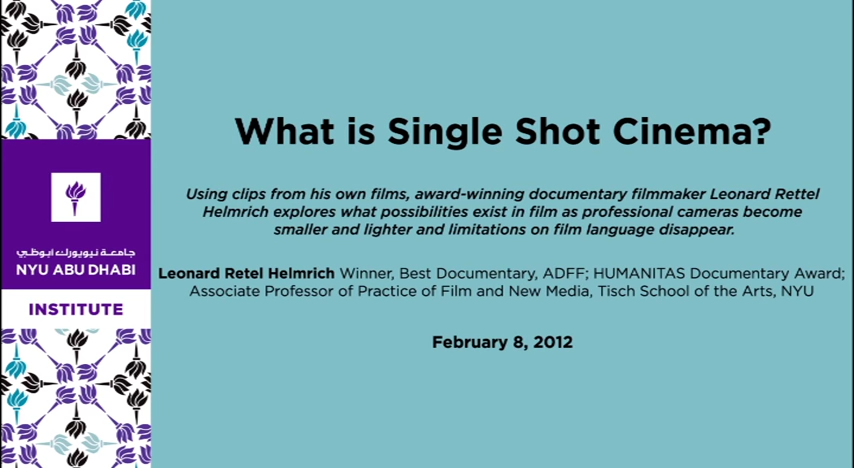 What is Single Shot Cinema?
Using clips from his own films, award-winning documentary filmmaker Leonard Rettel
Helmrich explores what possibilities exist in film as professional cameras become
smaller and lighter and limitations on film language disappear.
Leonard Retel Helmrich Winner, Best Documentary, ADFF; HUMANITAS Documentary Award;
Associate Professor of Practice of Film and New Media, Tisch School of the Arts, NYU
February 8, 2012
جامعة نيويورك أبوظبي
NYU ABU DHABI
INSTITUTE